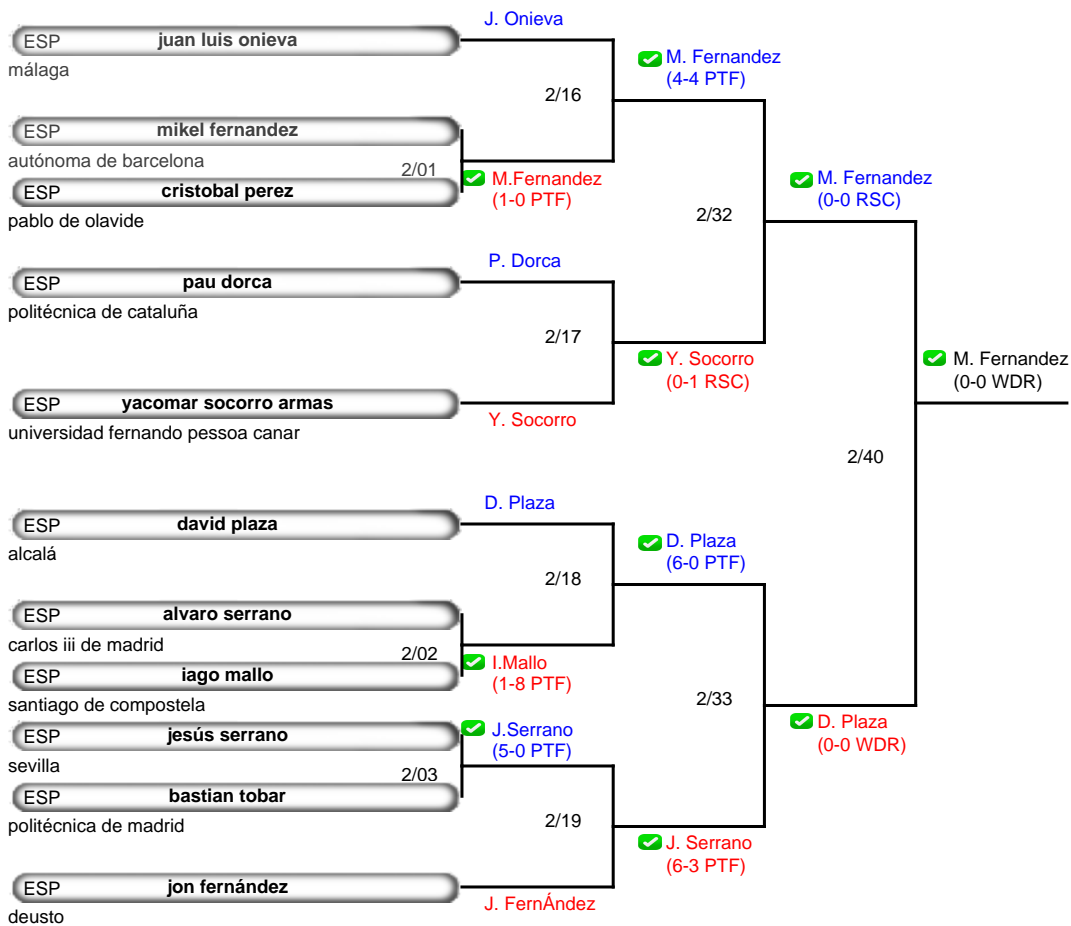 J. Onieva
ESP juan luis onieva
málaga
M. Fernandez
(4-4 PTF)
2/16
ESP mikel fernandez
autónoma de barcelona
2/01
M.Fernandez
(1-0 PTF)
ESP cristobal perez
pablo de olavide
M. Fernandez
(0-0 RSC)
2/32
P. Dorca
ESP pau dorca
politécnica de cataluña
2/17
Y. Socorro
(0-1 RSC)
M. Fernandez
(0-0 WDR)
ESP yacomar socorro armas
Y. Socorro
universidad fernando pessoa canar
2/40
D. Plaza
ESP david plaza
alcalá
D. Plaza
(6-0 PTF)
2/18
ESP alvaro serrano
carlos iii de madrid
2/02
I.Mallo
(1-8 PTF)
ESP iago mallo
santiago de compostela
2/33
D. Plaza
(0-0 WDR)
ESP jesús serrano
J.Serrano
(5-0 PTF)
sevilla
2/03
ESP bastian tobar
politécnica de madrid
2/19
J. Serrano
(6-3 PTF)
ESP jon fernández
J. FernÁndez
deusto